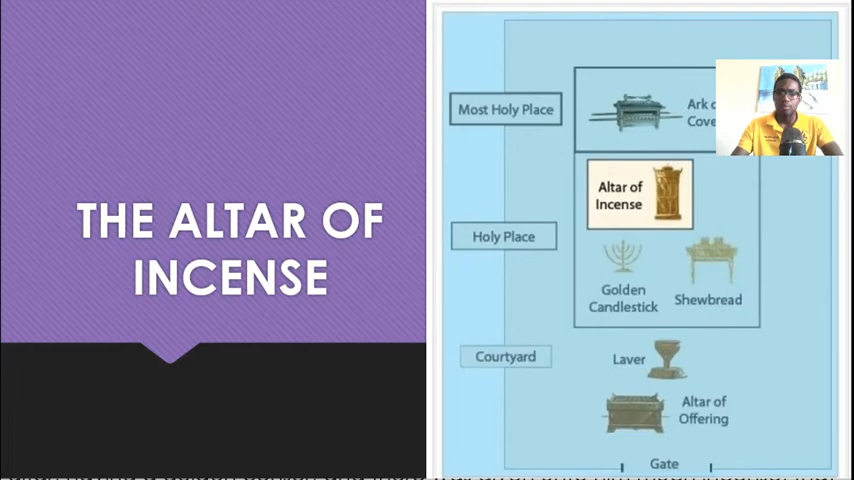 THE ALTAR OF
INCENSE
Most Holy Place
Ark
Altar of
Incense
Holy Place
Golden
Candlestick
Shewbread
Courtyard
Laver
Altar of
Offering
Gate